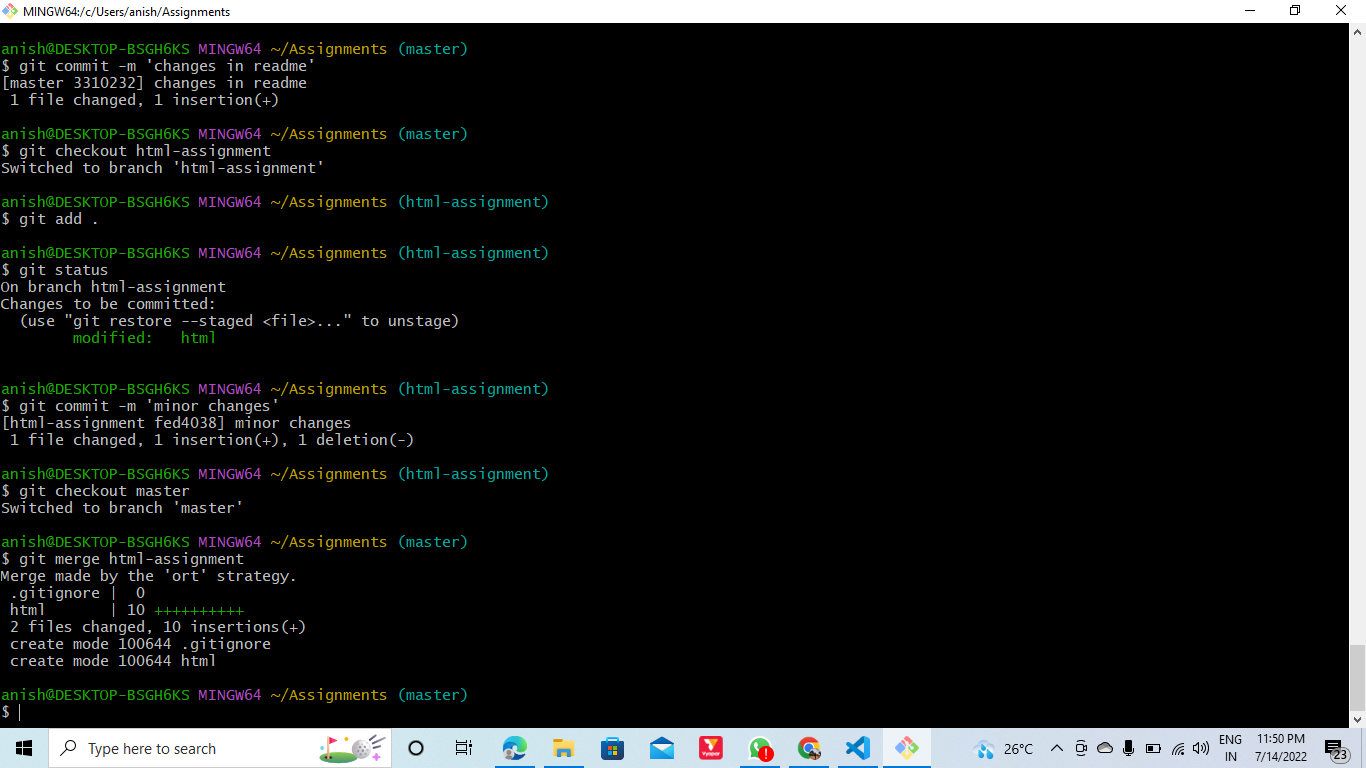 MINGW64:/c/Users/anish/Assignments
anish@DESKTOP-BSGH6KS MINGW64 ~/Assignments (master)
$ git commit -m 'changes in readme'
[master 3310232] changes in readme
 1 file changed, 1 insertion(+)
anish@DESKTOP-BSGH6KS MINGW64 ~/Assignments (master)
$ git checkout html-assignment
Switched to branch 'html-assignment'
anish@DESKTOP-BSGH6KS MINGW64 ~/Assignments (html-assignment)
$ git add .
anish@DESKTOP-BSGH6KS MINGW64 ~/Assignments (html-assignment)
$ git status
On branch html-assignment
Changes to be committed:
  (use "git restore --staged <file>..." to unstage)
        modified:   html
anish@DESKTOP-BSGH6KS MINGW64 ~/Assignments (html-assignment)
$ git commit -m 'minor changes'
[html-assignment fed4038] minor changes
 1 file changed, 1 insertion(+), 1 deletion(-)
anish@DESKTOP-BSGH6KS MINGW64 ~/Assignments (html-assignment)
$ git checkout master
Switched to branch 'master'
anish@DESKTOP-BSGH6KS MINGW64 ~/Assignments (master)
$ git merge html-assignment
Merge made by the 'ort' strategy.
 .gitignore |  0
 html       | 10 ++++++++++
 2 files changed, 10 insertions(+)
 create mode 100644 .gitignore
 create mode 100644 html
anish@DESKTOP-BSGH6KS MINGW64 ~/Assignments (master)
$
Type here to search
26°C
ENG
IN
11:50 PM
7/14/2022
23